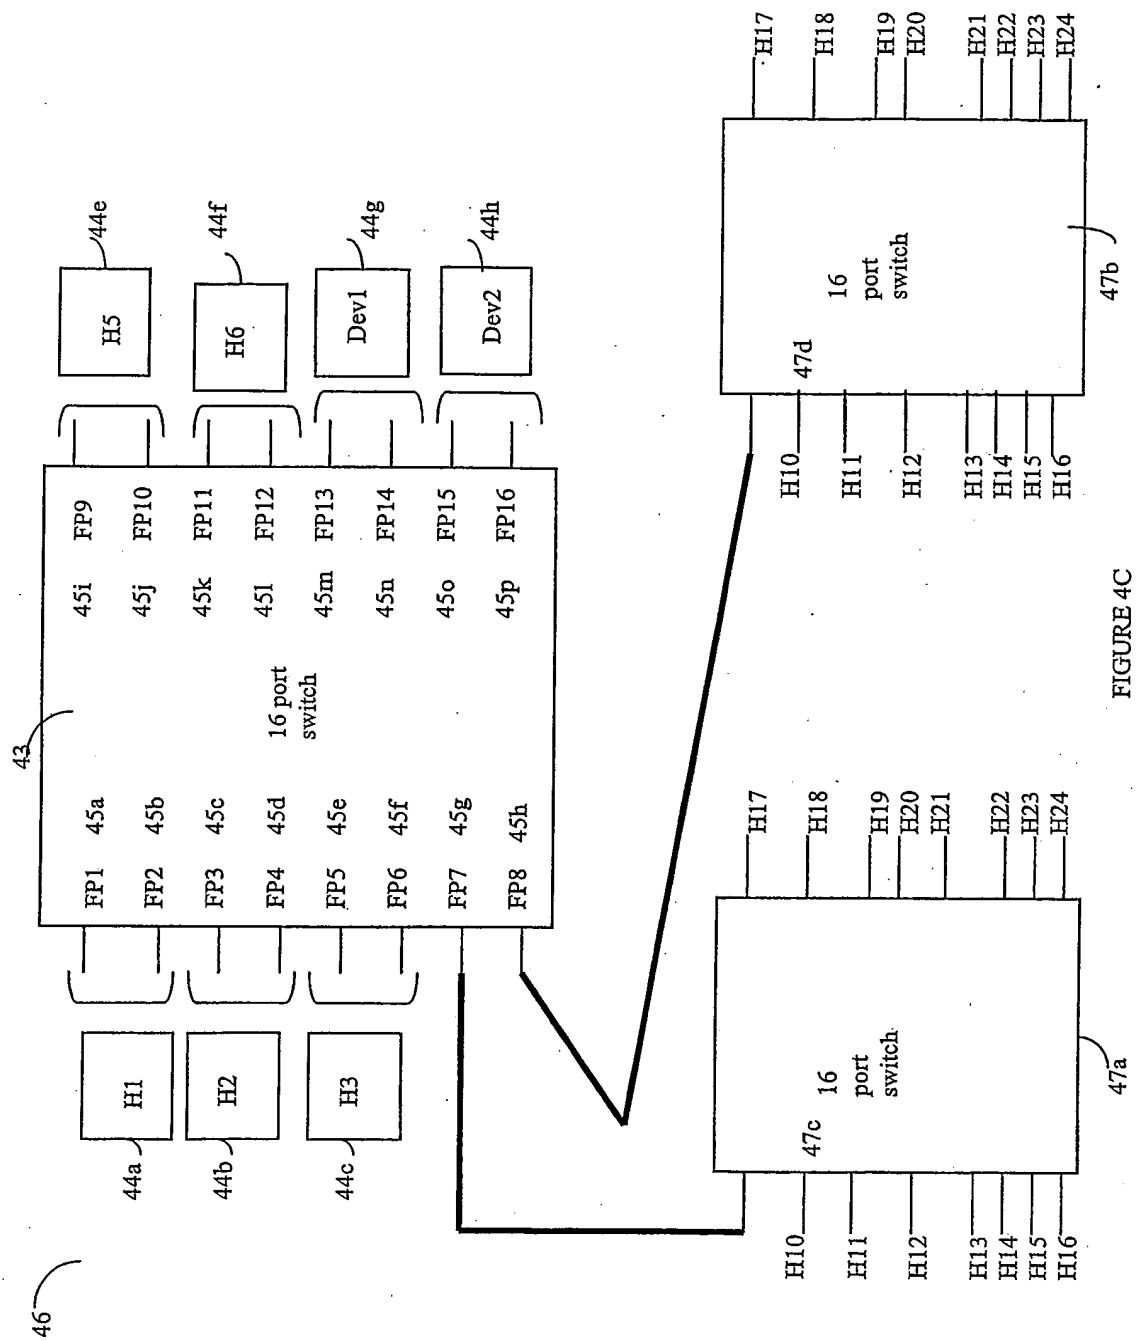 46
43
44a
H1
44b
H2
44c
H3
FP1 45a
FP2 45b
FP3 45c
FP4 45d
FP5 45e
FP6 45f
FP7 45g
FP8 45h
16 port
switch
45i FP9
45j FP10
45k FP11
45l FP12
45m FP13
45n FP14
45o FP15
45p FP16
H5
44e
H6
44f
Dev1
44g
Dev2
44h
H10
H11
H12
H13
H14
H15
H16
47c
16
port
switch
47a
H17
H18
H19
H20
H21
H22
H23
H24
H10
H11
H12
H13
H14
H15
H16
47d
16
port
switch
47b
H17
H18
H19
H20
H21
H22
H23
H24
FIGURE 4C